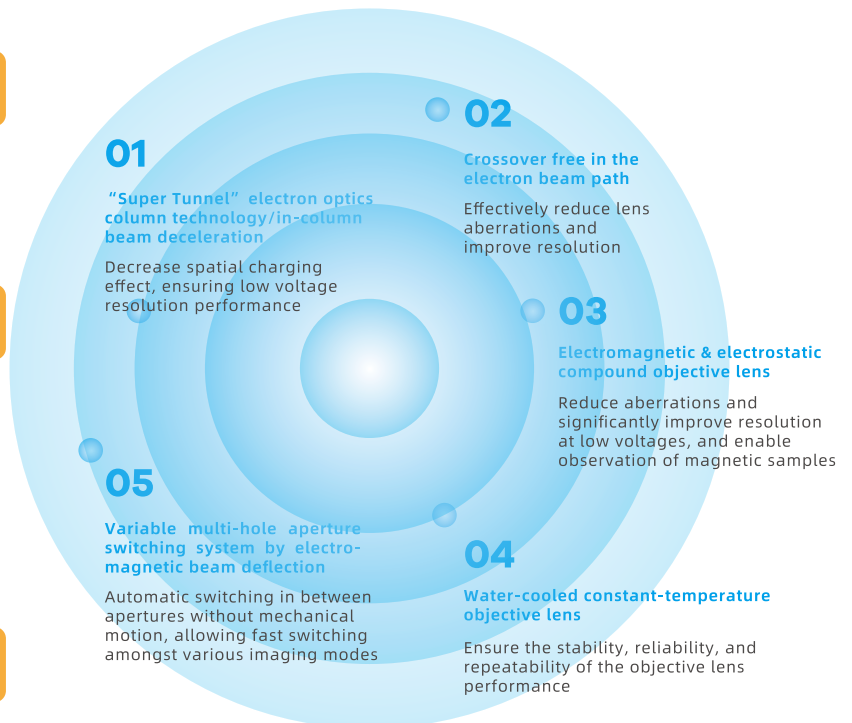 01
“Super Tunnel” electron optics
column technology/in-column
beam deceleration
Decrease spatial charging
effect, ensuring low voltage
resolution performance
02
Crossover free in the
electron beam path
Effectively reduce lens
aberrations and
improve resolution
03
Electromagnetic & electrostatic
compound objective lens
Reduce aberrations and
significantly improve resolution
at low voltages, and enable
observation of magnetic samples
04
Water-cooled constant-temperature
objective lens
Ensure the stability, reliability, and
repeatability of the objective lens
performance
05
Variable multi-hole aperture
switching system by electro-
magnetic beam deflection
Automatic switching in between
apertures without mechanical
motion, allowing fast switching
amongst various imaging modes